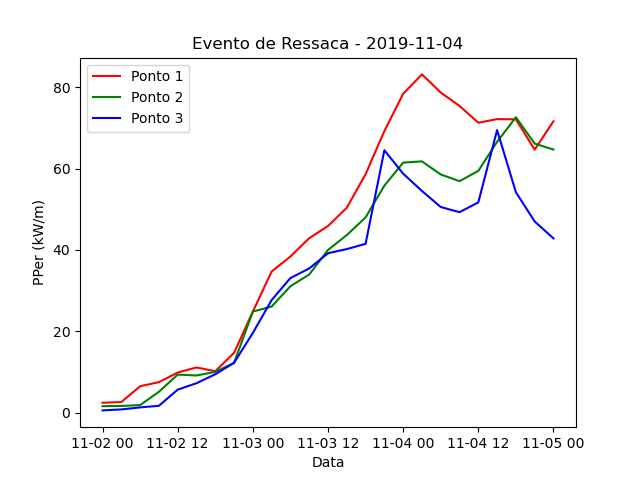 Evento de Ressaca - 2019-11-04
Ponto 1
Ponto 2
Ponto 3
PPer (kW/m)
80
60
40
20
0
11-02 00 11-02 12 11-03 00 11-03 12 11-04 00 11-04 12 11-05 00
Data